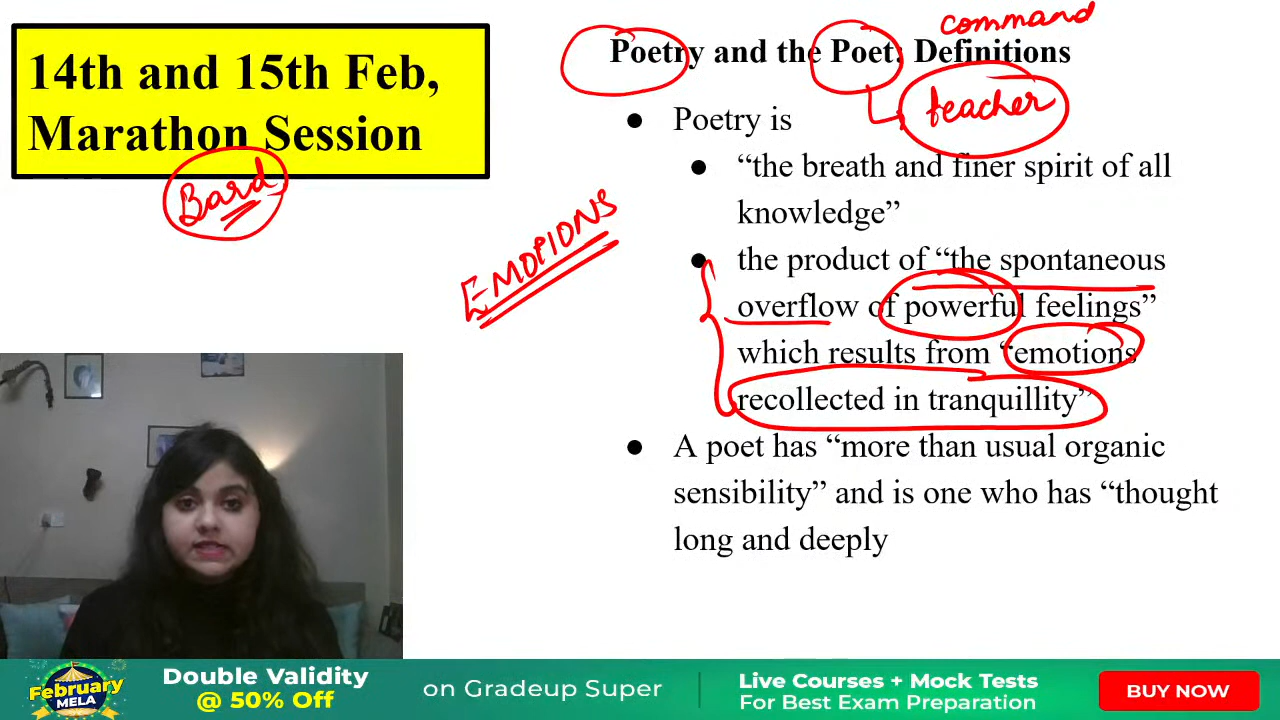 14th and 15th Feb,
Marathon Session
Bard
EMOTIONS
command
Poetry and the Poet: Definitions
teacher
● Poetry is
● “the breath and finer spirit of all
knowledge”
● the product of “the spontaneous
overflow of powerful feelings”
which results from “emotions
recollected in tranquillity”
● A poet has “more than usual organic
sensibility” and is one who has “thought
long and deeply
February
MELA
Double Validity
@ 50% Off
on Gradeup Super
Live Courses + Mock Tests
For Best Exam Preparation
BUY NOW